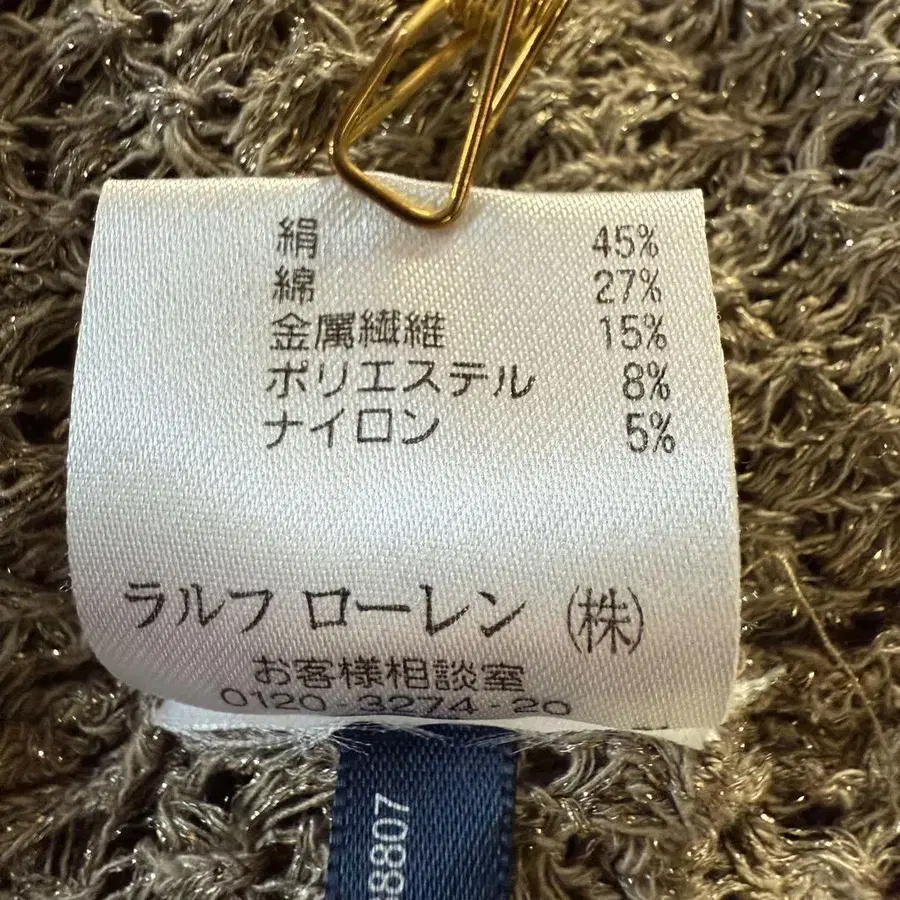 絹 45%
綿 27%
金属繊維 15%
ポリエステル 8%
ナイロン 5%
ラルフ ローレン ㈱
お客様相談室
0120-3274-20
8807